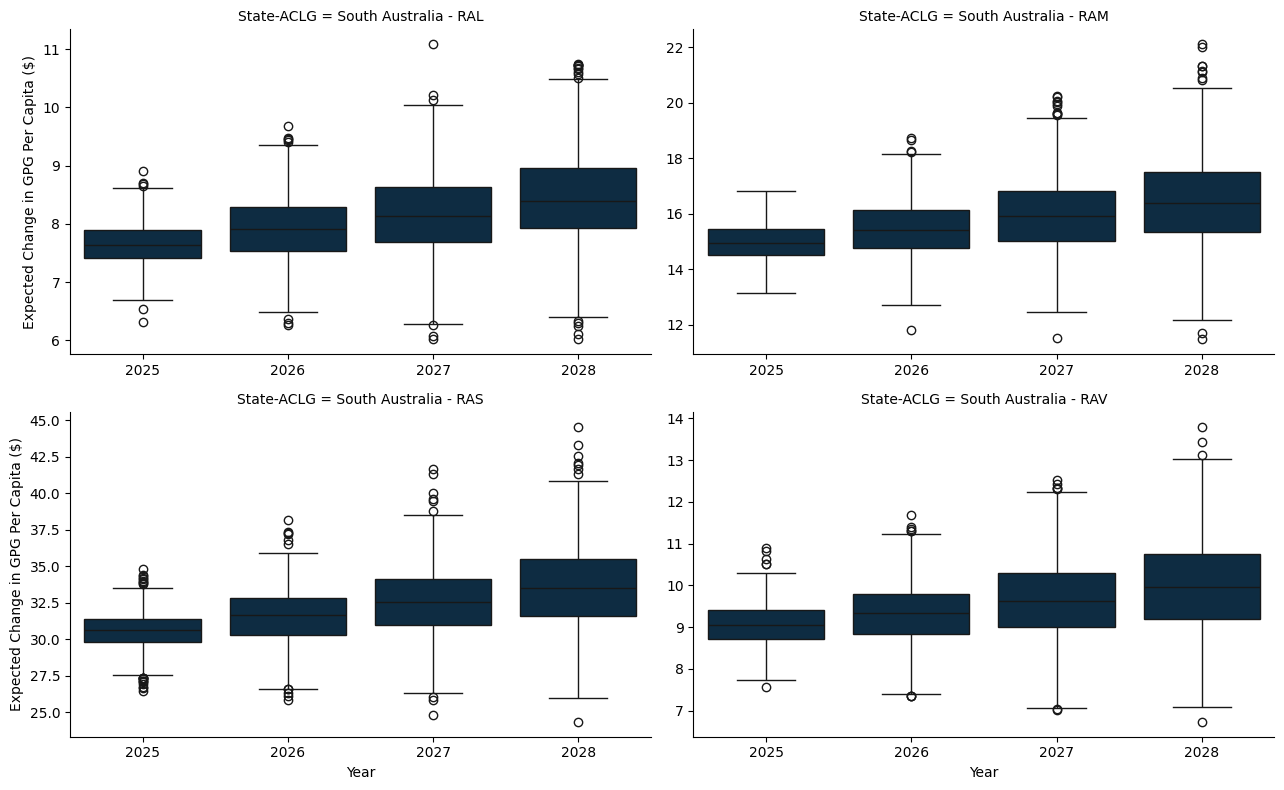 State-ACLG = South Australia - RAL
Expected Change in GPG Per Capita ($)
11
10
9
8
7
6
2025 2026 2027 2028
State-ACLG = South Australia - RAM
22
20
18
16
14
12
2025 2026 2027 2028
State-ACLG = South Australia - RAS
Expected Change in GPG Per Capita ($)
45.0
42.5
40.0
37.5
35.0
32.5
30.0
27.5
25.0
2025 2026 2027 2028
Year
State-ACLG = South Australia - RAV
14
13
12
11
10
9
8
7
2025 2026 2027 2028
Year